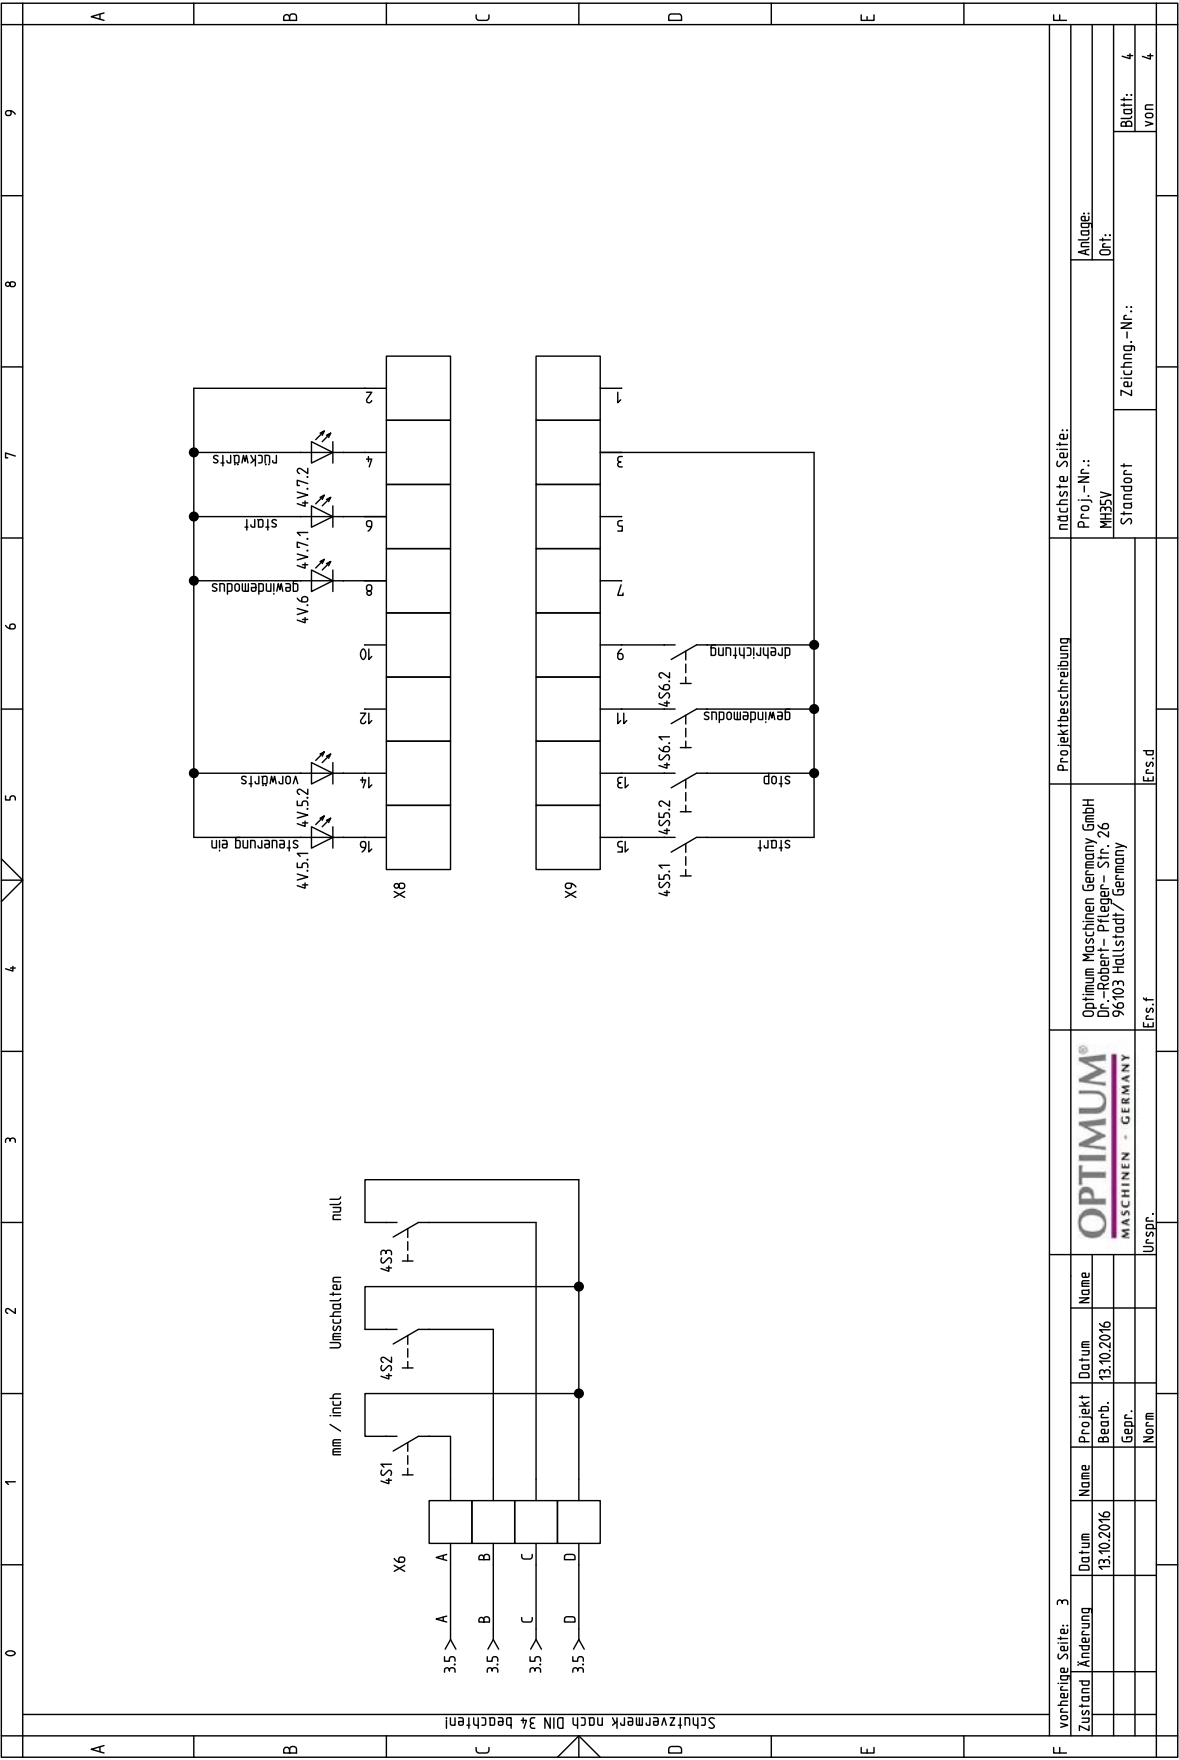 0 1 2 3 4 5 6 7 8 9
A A
B B
C C
D D
E E
F F
Schutzvermerk nach DIN 34 beachten!
mm / inch
Umschalten
null
4S1
4S2
4S3
X6
3.5 A A
3.5 B B
3.5 C C
3.5 D D
steuerung ein
vorwärts
gewindemodus
start
rückwärts
4V.5.1
4V.5.2
4V.6
4V.7.1
4V.7.2
16 14 12 10 8 6 4 2
X8
X9
15 13 11 9 7 5 3 1
4S5.1
4S5.2
4S6.1
4S6.2
start
stop
gewindemodus
drehrichtung
vorherige Seite: 3
Projektbeschreibung
nächste Seite:
Zustand Änderung Datum Name Projekt Datum Name
13.10.2016 Bearb. 13.10.2016
Gepr.
Norm
Urspr.
OPTIMUM®
MASCHINEN - GERMANY
Optimum Maschinen Germany GmbH
Dr.-Robert- Pfleger- Str. 26
96103 Hallstadt/ Germany
Ers.f
Ers.d
Proj.-Nr.:
MH35V
Anlage:
Ort:
Standort
Zeichng.-Nr.:
Blatt: 4
von 4